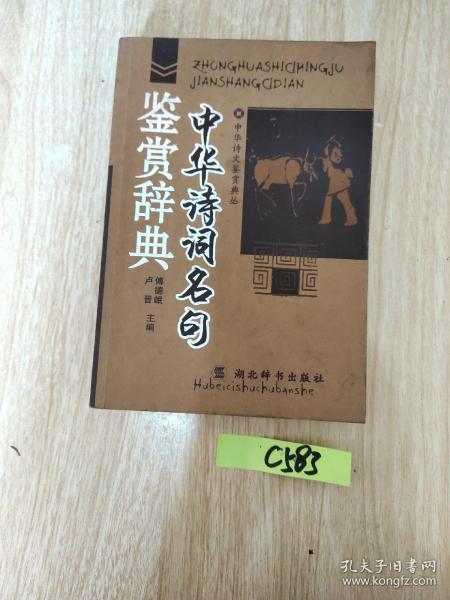 ZHONGHUASHICIMINGJU
JIANSHANGCIDIAN
中华诗文鉴赏典丛
中华诗词名句
鉴赏辞典
傅德岷
卢晋 主编
湖北辞书出版社
Hubeicishuchubanshe
C583
孔夫子旧书网
www.kongfz.com